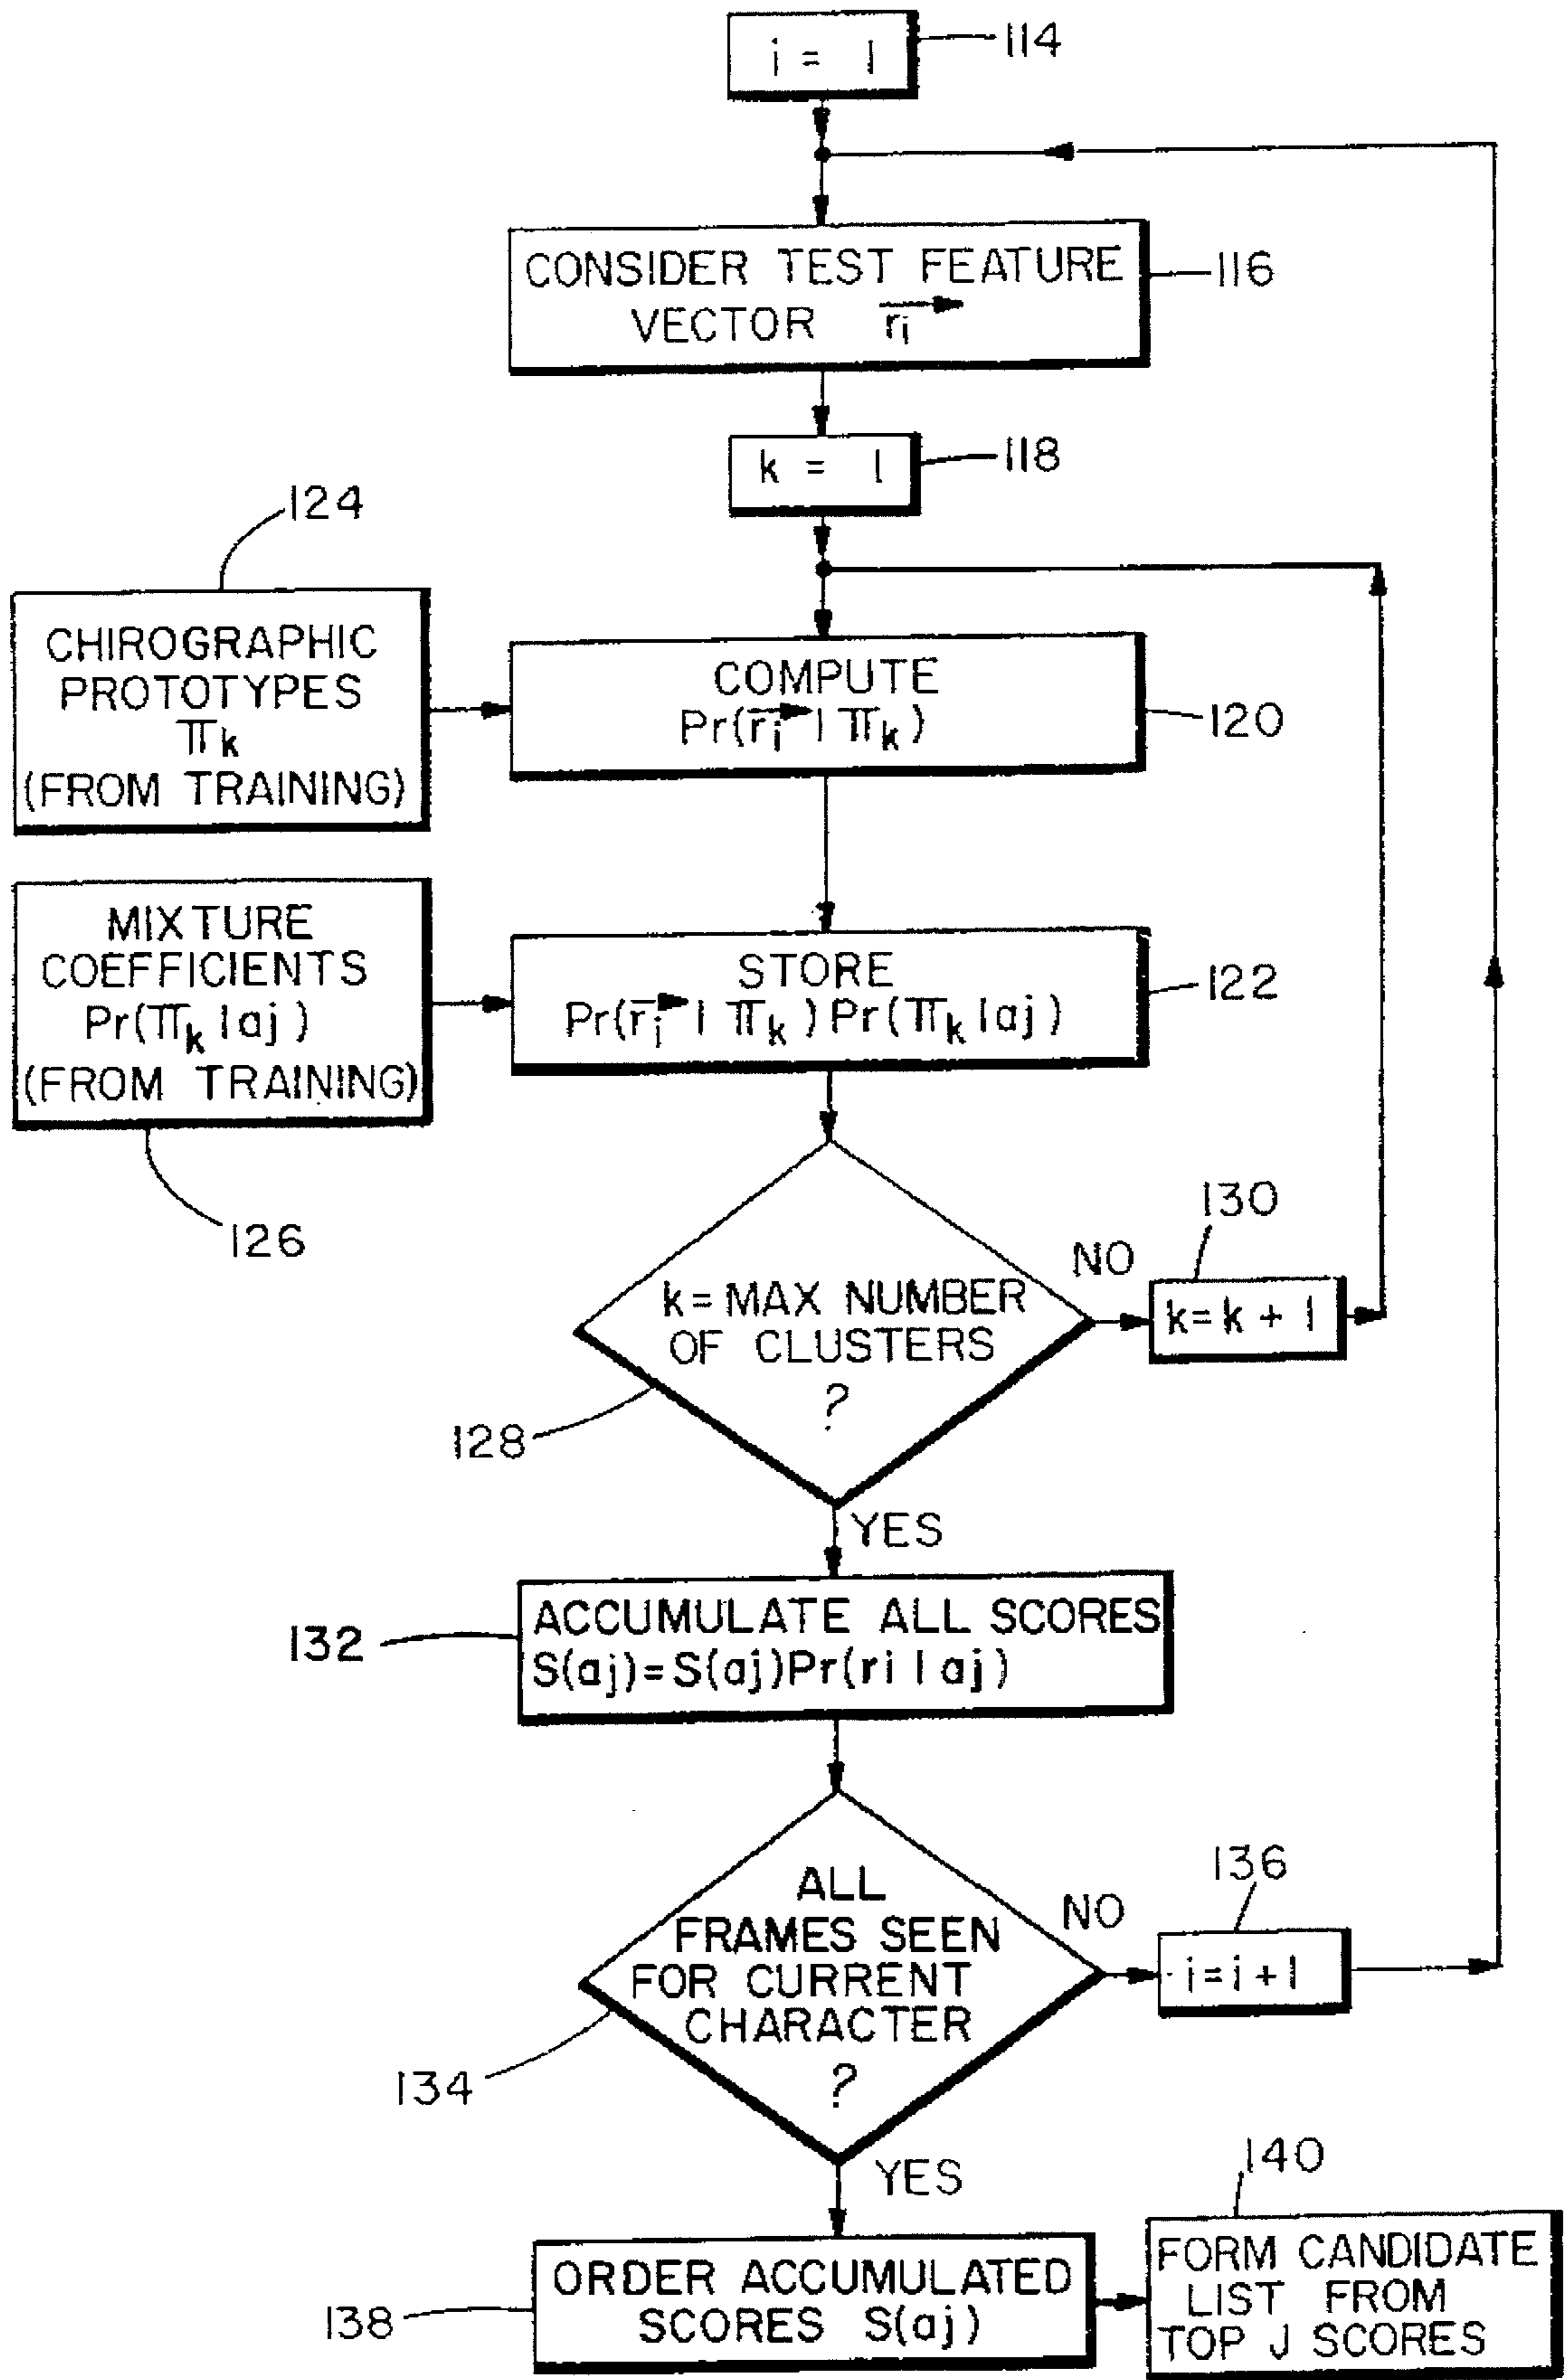 i = 1
114
CONSIDER TEST FEATURE
VECTOR r⃗i
116
k = 1
118
124
CHIROGRAPHIC
PROTOTYPES
πk
(FROM TRAINING)
COMPUTE
Pr(r⃗i | πk)
120
MIXTURE
COEFFICIENTS
Pr(πk | aj)
(FROM TRAINING)
126
STORE
Pr(r⃗i | πk) Pr(πk | aj)
122
k = MAX NUMBER
OF CLUSTERS
?
128
NO
130
k = k + 1
YES
ACCUMULATE ALL SCORES
S(aj) = S(aj)Pr(ri | aj)
132
ALL
FRAMES SEEN
FOR CURRENT
CHARACTER
?
134
NO
136
i = i + 1
YES
ORDER ACCUMULATED
SCORES S(aj)
138
140
FORM CANDIDATE
LIST FROM
TOP J SCORES